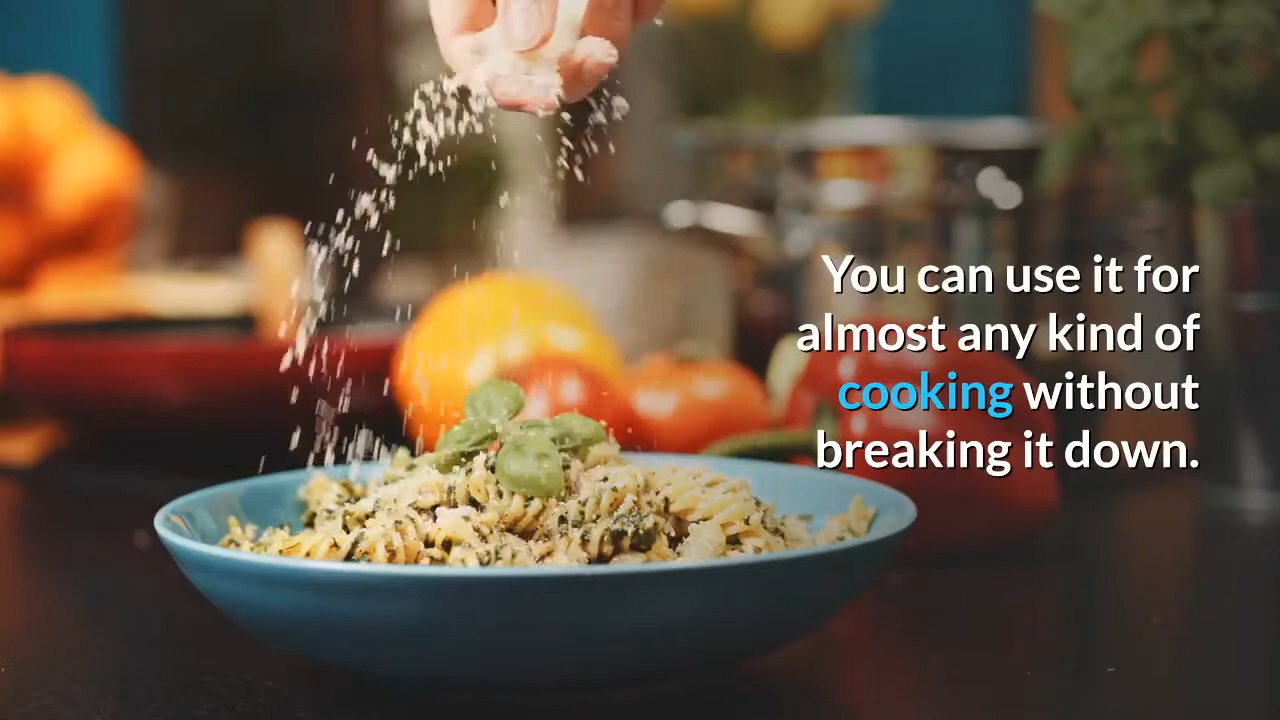 You can use it for
almost any kind of
cooking without
breaking it down.